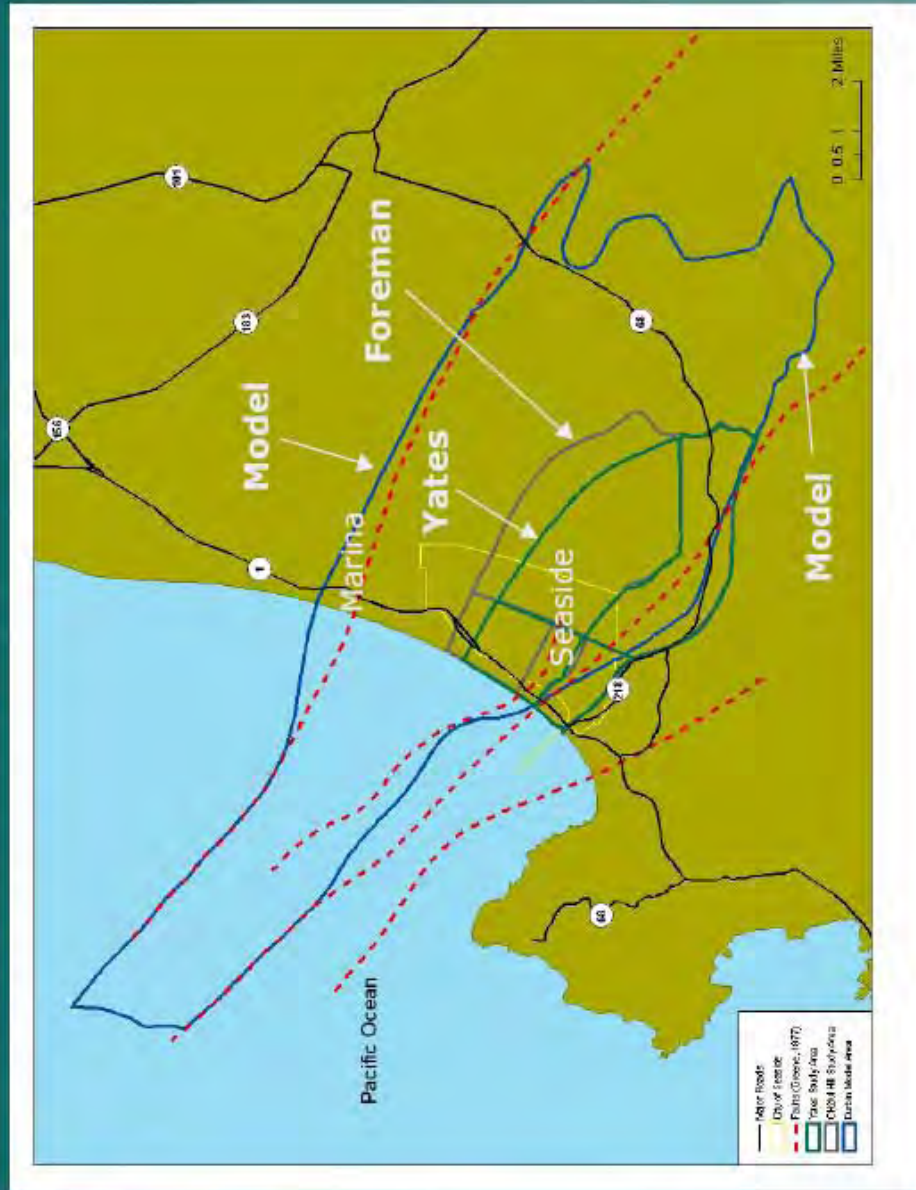 Model
Foreman
Yates
Marina
Seaside
Model
Pacific Ocean
156
183
101
1
68
218
68
0 0.5 1 2 Miles
Major Roads
City of Seaside
Faults (Greene, 1977)
Yates Study Area
CH2M Hill Study Area
Durbin Model Area